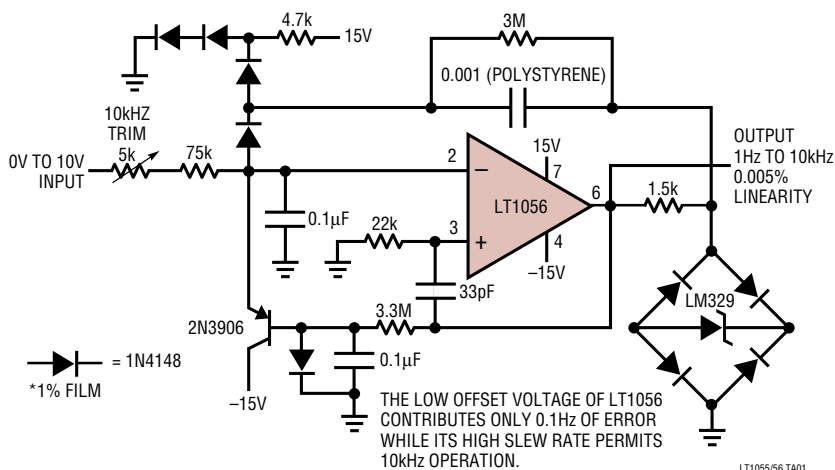 4.7k
15V
3M
0.001 (POLYSTYRENE)
10kHZ
TRIM
5k
75k
0V TO 10V
INPUT
2
15V
7
6
OUTPUT
1Hz TO 10kHz
0.005%
LINEARITY
1.5k
LT1056
0.1µF
22k
3
4
–15V
33pF
LM329
2N3906
3.3M
0.1µF
= 1N4148
*1% FILM
–15V
THE LOW OFFSET VOLTAGE OF LT1056
CONTRIBUTES ONLY 0.1Hz OF ERROR
WHILE ITS HIGH SLEW RATE PERMITS
10kHz OPERATION.
LT1055/56 TA01